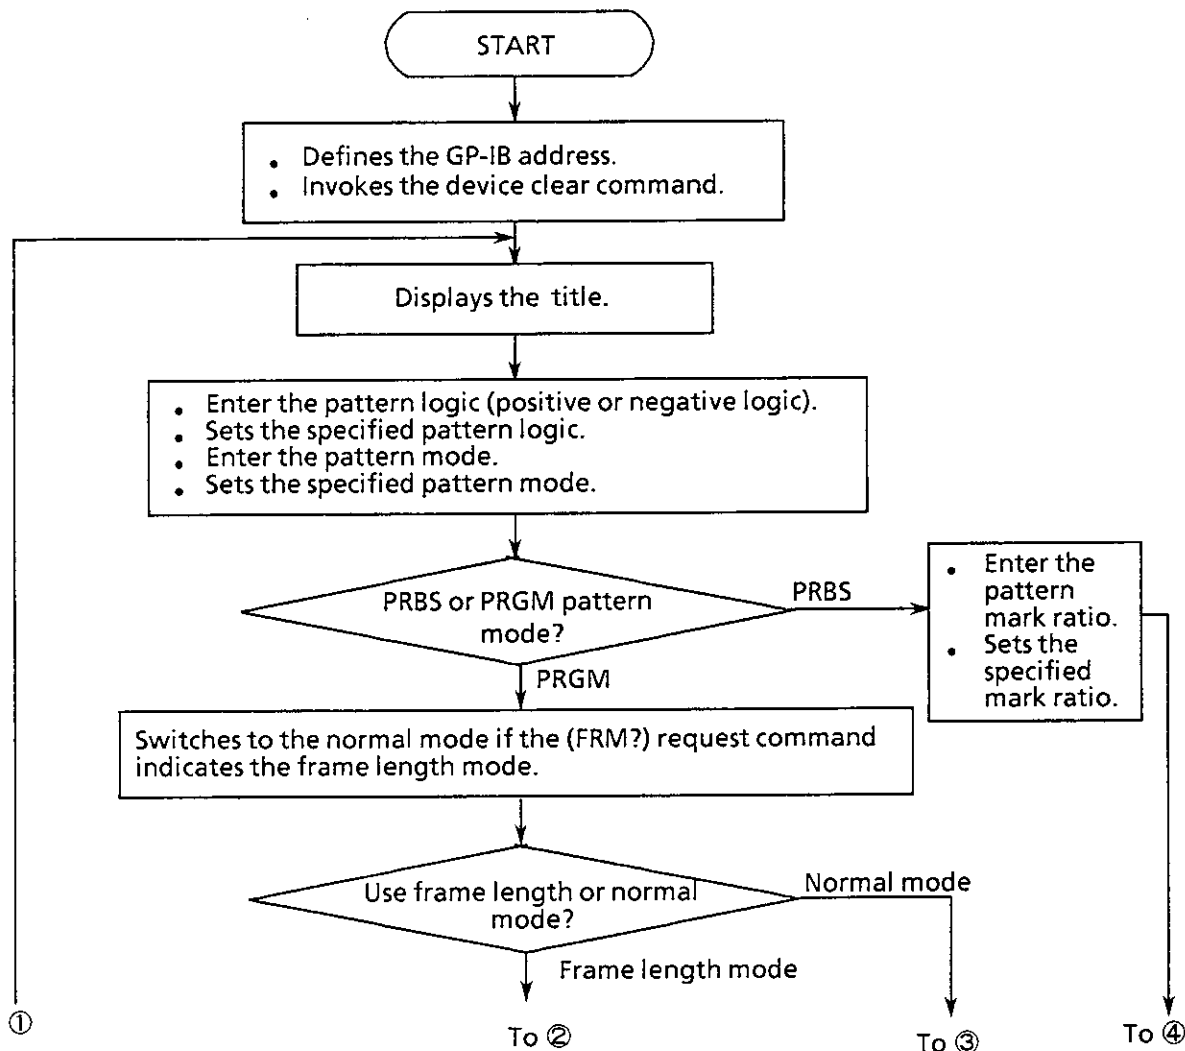 START
• Defines the GP-IB address.
• Invokes the device clear command.
Displays the title.
• Enter the pattern logic (positive or negative logic).
• Sets the specified pattern logic.
• Enter the pattern mode.
• Sets the specified pattern mode.
PRBS or PRGM pattern
mode?
PRBS
• Enter the
pattern
mark ratio.
• Sets the
specified
mark ratio.
PRGM
Switches to the normal mode if the (FRM?) request command
indicates the frame length mode.
Use frame length or normal
mode?
Normal mode
Frame length mode
①
To ②
To ③
To ④